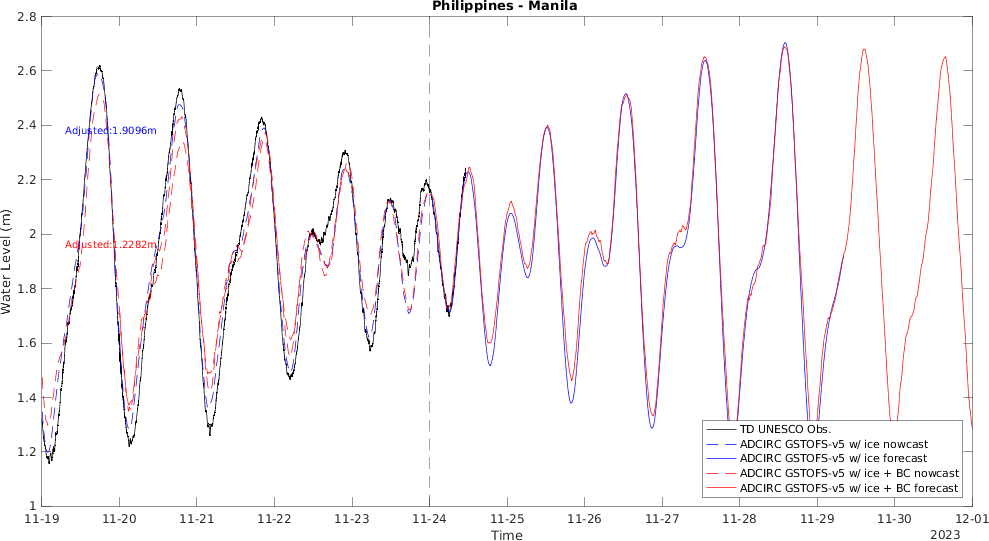 Philippines - Manila
2.8
2.6
2.4
2.2
2
1.8
1.6
1.4
1.2
1
Water Level (m)
Adjusted:1.9096m
Adjusted:1.2282m
TD UNESCO Obs.
ADCIRC GSTOFS-v5 w/ ice nowcast
ADCIRC GSTOFS-v5 w/ ice forecast
ADCIRC GSTOFS-v5 w/ ice + BC nowcast
ADCIRC GSTOFS-v5 w/ ice + BC forecast
11-19 11-20 11-21 11-22 11-23 11-24 11-25 11-26 11-27 11-28 11-29 11-30 12-01
Time
2023